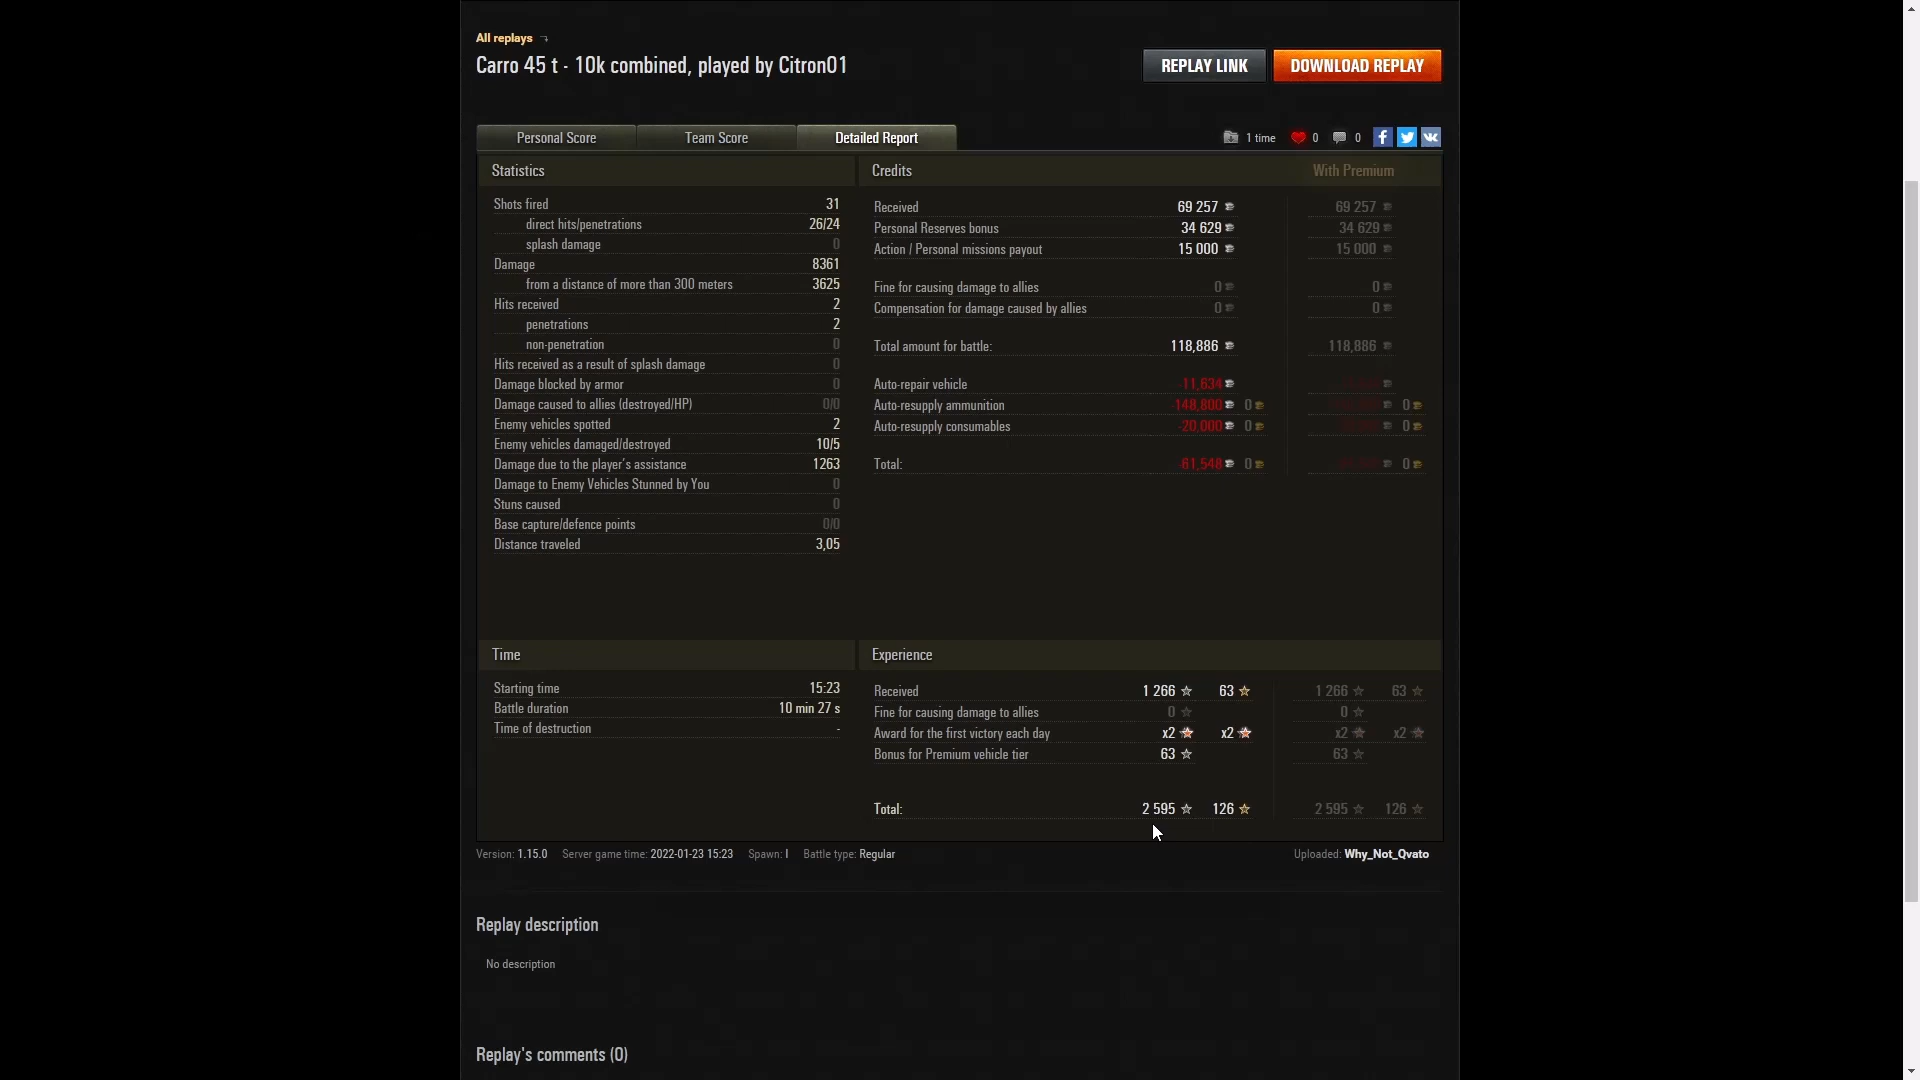 All replays
Carro 45 t - 10k combined, played by Citron01
REPLAY LINK
DOWNLOAD REPLAY
Personal Score
Team Score
Detailed Report
1 time
0
0
Statistics
Shots fired 31
direct hits/penetrations 26/24
splash damage 0
Damage 8361
from a distance of more than 300 meters 3625
Hits received 2
penetrations 2
non-penetration 0
Hits received as a result of splash damage 0
Damage blocked by armor 0
Damage caused to allies (destroyed/HP) 0/0
Enemy vehicles spotted 2
Enemy vehicles damaged/destroyed 10/5
Damage due to the player's assistance 1263
Damage to Enemy Vehicles Stunned by You 0
Stuns caused 0
Base capture/defence points 0/0
Distance traveled 3,05
Credits With Premium
Received 69 257 69 257
Personal Reserves bonus 34 629 34 629
Action / Personal missions payout 15 000 15 000
Fine for causing damage to allies 0 0
Compensation for damage caused by allies 0 0
Total amount for battle: 118,886 118,886
Auto-repair vehicle -11,634
Auto-resupply ammunition -148,800 0 0
Auto-resupply consumables -20,000 0 0
Total: -61,548 0 0
Time
Starting time 15:23
Battle duration 10 min 27 s
Time of destruction -
Experience
Received 1 266 63 1 266 63
Fine for causing damage to allies 0 0
Award for the first victory each day x2 x2 x2 x2
Bonus for Premium vehicle tier 63 63
Total: 2 595 126 2 595 126
Version: 1.15.0 Server game time: 2022-01-23 15:23 Spawn: I Battle type: Regular
Uploaded: Why_Not_Qvato
Replay description
No description
Replay's comments (0)